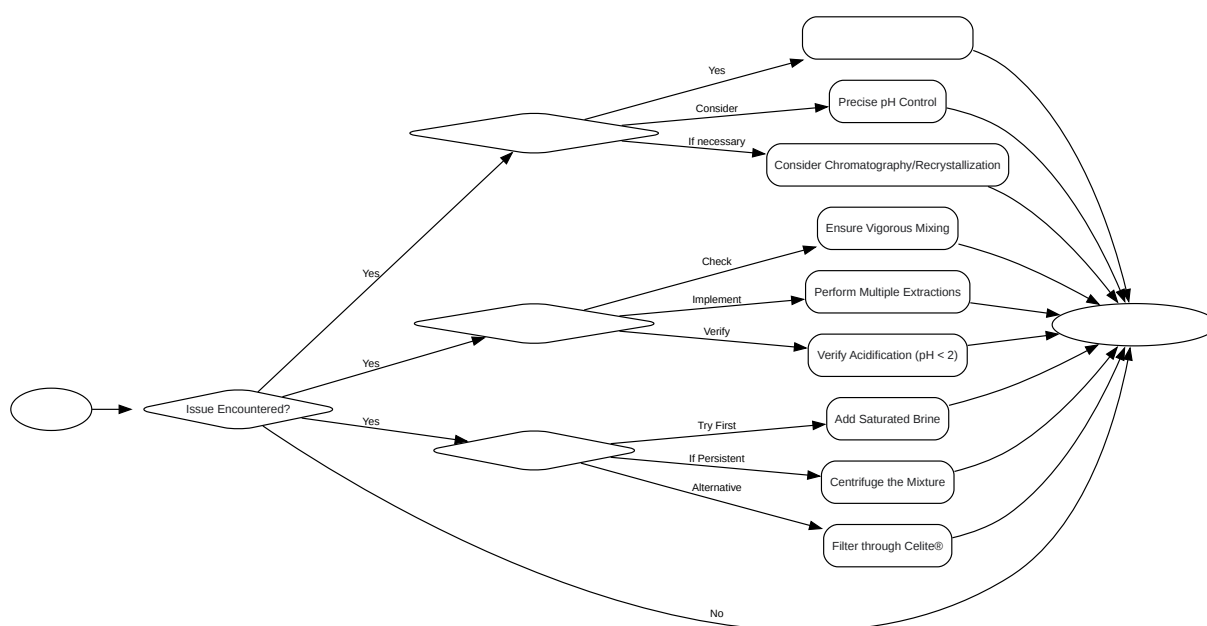 Yes
Consider
Precise pH Control
If necessary
Consider Chromatography/Recrystallization
Yes
Ensure Vigorous Mixing
Check
Implement
Perform Multiple Extractions
Verify
Verify Acidification (pH < 2)
Yes
Issue Encountered?
Yes
Try First
Add Saturated Brine
If Persistent
Centrifuge the Mixture
Alternative
Filter through Celite®
No